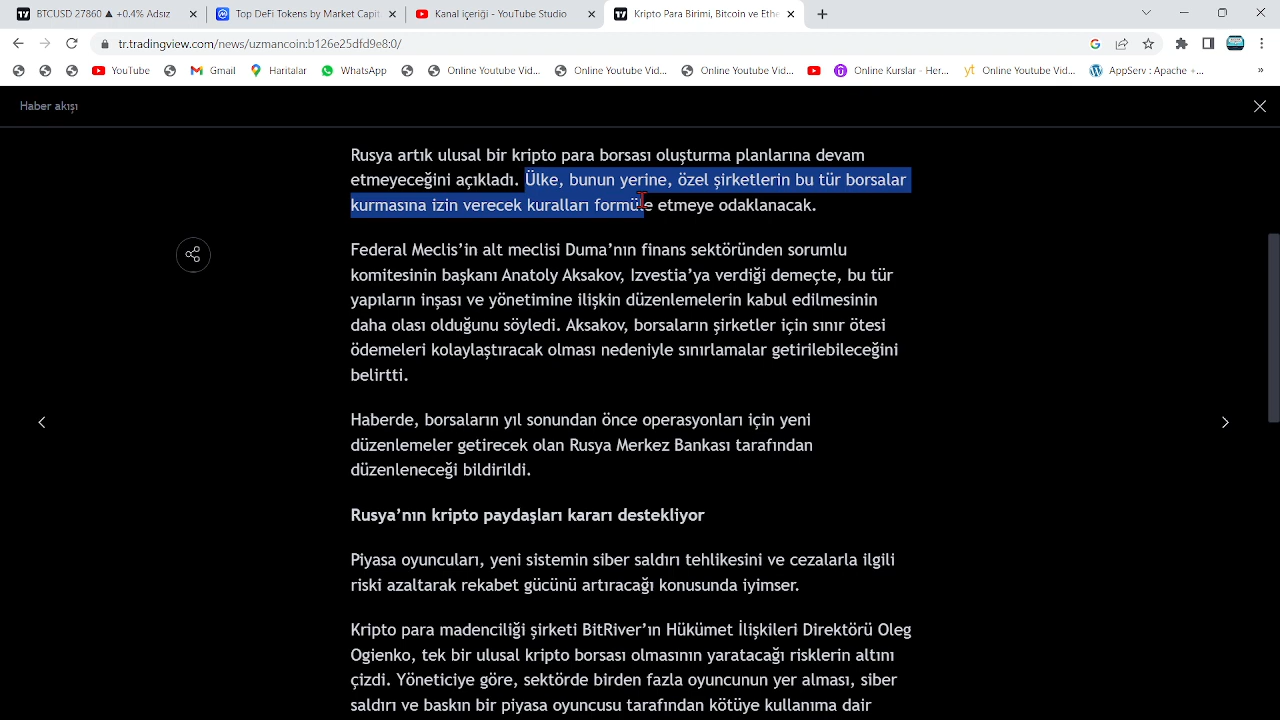 BTCUSD 27860 ▲ +0.4% Adsız
Top DeFi Tokens by Market Capit
Kanal içeriği - YouTube Studio
Kripto Para Birimi, Bitcoin ve Ethe
tr.tradingview.com/news/uzmancoin:b126e25dfd9e8:0/
YouTube
Gmail
Haritalar
WhatsApp
Online Youtube Vid...
Online Youtube Vid...
Online Youtube Vid...
Online Kurslar - Her...
Online Youtube Vid...
AppServ : Apache +...
Haber akışı
Rusya artık ulusal bir kripto para borsası oluşturma planlarına devam
etmeyeceğini açıkladı. Ülke, bunun yerine, özel şirketlerin bu tür borsalar
kurmasına izin verecek kuralları formüle etmeye odaklanacak.
Federal Meclis’in alt meclisi Duma’nın finans sektöründen sorumlu
komitesinin başkanı Anatoly Aksakov, Izvestia’ya verdiği demeçte, bu tür
yapıların inşası ve yönetimine ilişkin düzenlemelerin kabul edilmesinin
daha olası olduğunu söyledi. Aksakov, borsaların şirketler için sınır ötesi
ödemeleri kolaylaştıracak olması nedeniyle sınırlamalar getirilebileceğini
belirtti.
Haberde, borsaların yıl sonundan önce operasyonları için yeni
düzenlemeler getirecek olan Rusya Merkez Bankası tarafından
düzenleneceği bildirildi.
Rusya’nın kripto paydaşları kararı destekliyor
Piyasa oyuncuları, yeni sistemin siber saldırı tehlikesini ve cezalarla ilgili
riski azaltarak rekabet gücünü artıracağı konusunda iyimser.
Kripto para madenciliği şirketi BitRiver’ın Hükümet İlişkileri Direktörü Oleg
Ogienko, tek bir ulusal kripto borsası olmasının yaratacağı risklerin altını
çizdi. Yöneticiye göre, sektörde birden fazla oyuncunun yer alması, siber
saldırı ve baskın bir piyasa oyuncusu tarafından kötüye kullanıma dair